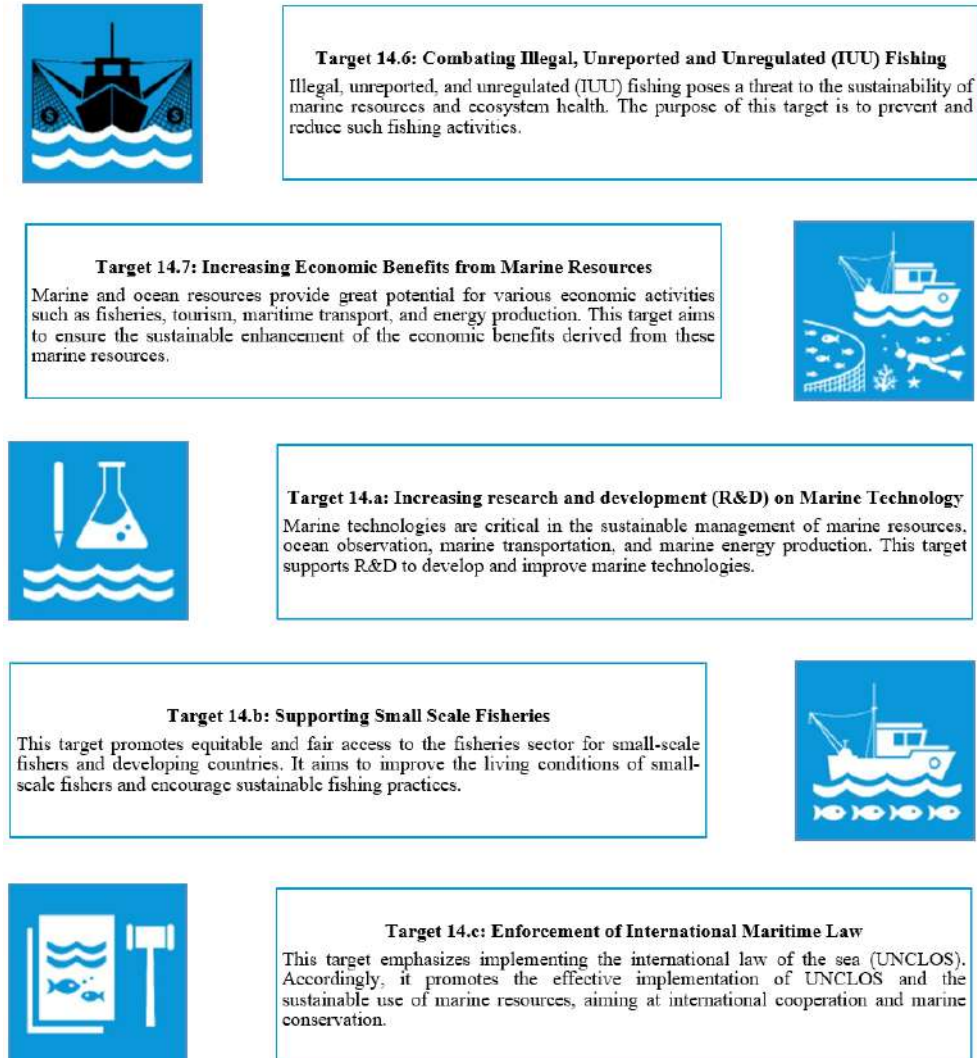 Target 14.6: Combating Illegal, Unreported and Unregulated (IUU) Fishing
Illegal, unreported, and unregulated (IUU) fishing poses a threat to the sustainability of
marine resources and ecosystem health. The purpose of this target is to prevent and
reduce such fishing activities.
Target 14.7: Increasing Economic Benefits from Marine Resources
Marine and ocean resources provide great potential for various economic activities
such as fisheries, tourism, maritime transport, and energy production. This target aims
to ensure the sustainable enhancement of the economic benefits derived from these
marine resources.
Target 14.a: Increasing research and development (R&D) on Marine Technology
Marine technologies are critical in the sustainable management of marine resources,
ocean observation, marine transportation, and marine energy production. This target
supports R&D to develop and improve marine technologies.
Target 14.b: Supporting Small Scale Fisheries
This target promotes equitable and fair access to the fisheries sector for small-scale
fishers and developing countries. It aims to improve the living conditions of small-
scale fishers and encourage sustainable fishing practices.
Target 14.c: Enforcement of International Maritime Law
This target emphasizes implementing the international law of the sea (UNCLOS).
Accordingly, it promotes the effective implementation of UNCLOS and the
sustainable use of marine resources, aiming at international cooperation and marine
conservation.